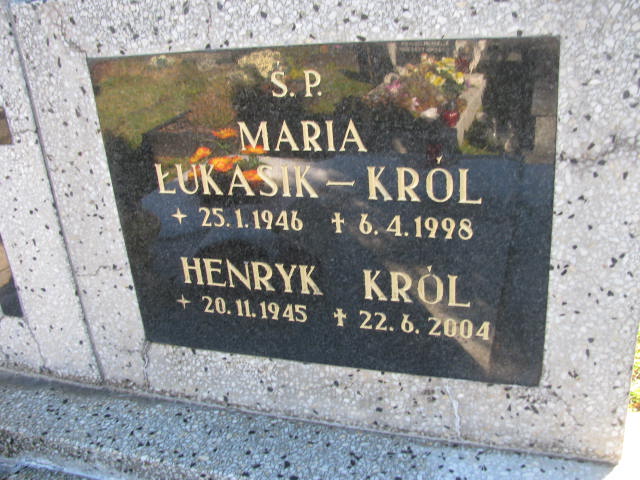 Ś.P.
MARIA
ŁUKASIK – KRÓL
+ 25.1.1946 ✝ 6.4.1998
HENRYK KRÓL
+ 20.11.1945 ✝ 22.6.2004